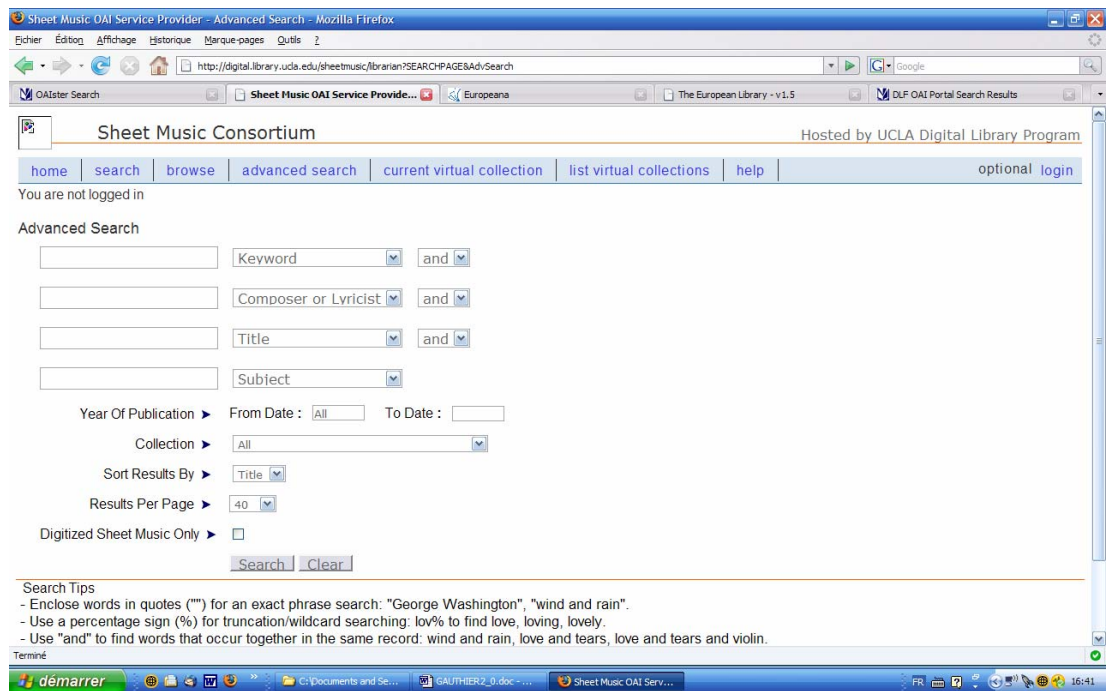 Sheet Music OAI Service Provider - Advanced Search - Mozilla Firefox
Fichier Édition Affichage Historique Marque-pages Outils ?
http://digital.library.ucla.edu/sheetmusic/librarian?SEARCHPAGE&AdvSearch
Google
OAIster Search
Sheet Music OAI Service Provide...
Europeana
The European Library - v1.5
DLF OAI Portal Search Results
Sheet Music Consortium
Hosted by UCLA Digital Library Program
home search browse advanced search current virtual collection list virtual collections help optional login
You are not logged in
Advanced Search
Keyword and
Composer or Lyricist and
Title and
Subject
Year Of Publication From Date : All To Date :
Collection All
Sort Results By Title
Results Per Page 40
Digitized Sheet Music Only
Search Clear
Search Tips
- Enclose words in quotes ("") for an exact phrase search: "George Washington", "wind and rain".
- Use a percentage sign (%) for truncation/wildcard searching: lov% to find love, loving, lovely.
- Use "and" to find words that occur together in the same record: wind and rain, love and tears, love and tears and violin.
Terminé
démarrer C:\Documents and Se... GAUTHIER2_0.doc - ... Sheet Music OAI Serv... FR 16:41